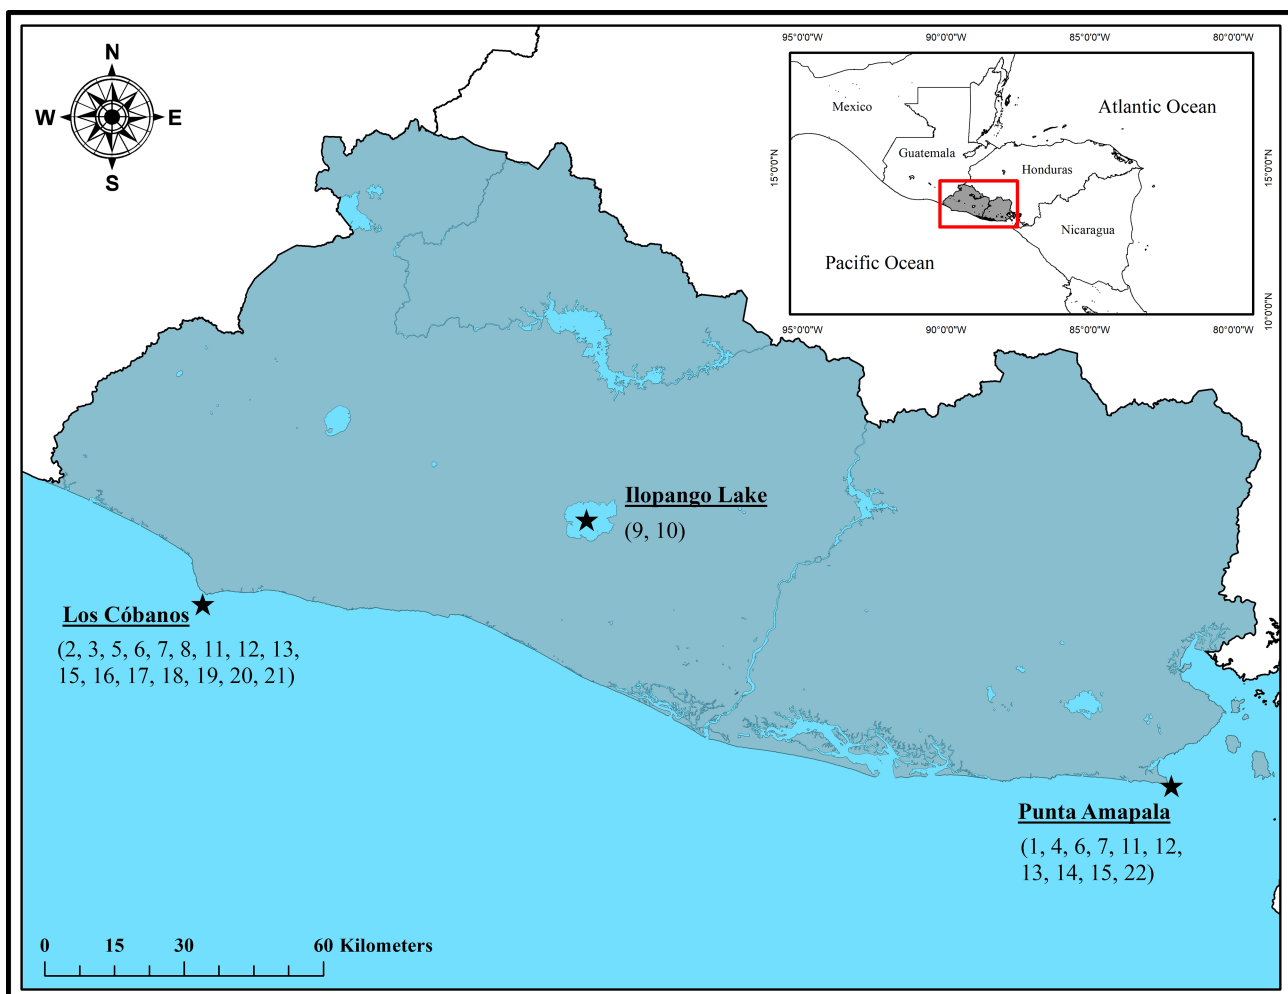 N
W E
S
95°0'0"W 90°0'0"W 85°0'0"W 80°0'0"W
Mexico
Atlantic Ocean
Guatemala
15°0'0"N 15°0'0"N
Honduras
Nicaragua
Pacific Ocean
10°0'0"N
95°0'0"W 90°0'0"W 85°0'0"W 80°0'0"W
Ilopango Lake
(9, 10)
Los Cóbanos
(2, 3, 5, 6, 7, 8, 11, 12, 13,
15, 16, 17, 18, 19, 20, 21)
Punta Amapala
(1, 4, 6, 7, 11, 12,
13, 14, 15, 22)
0 15 30 60 Kilometers